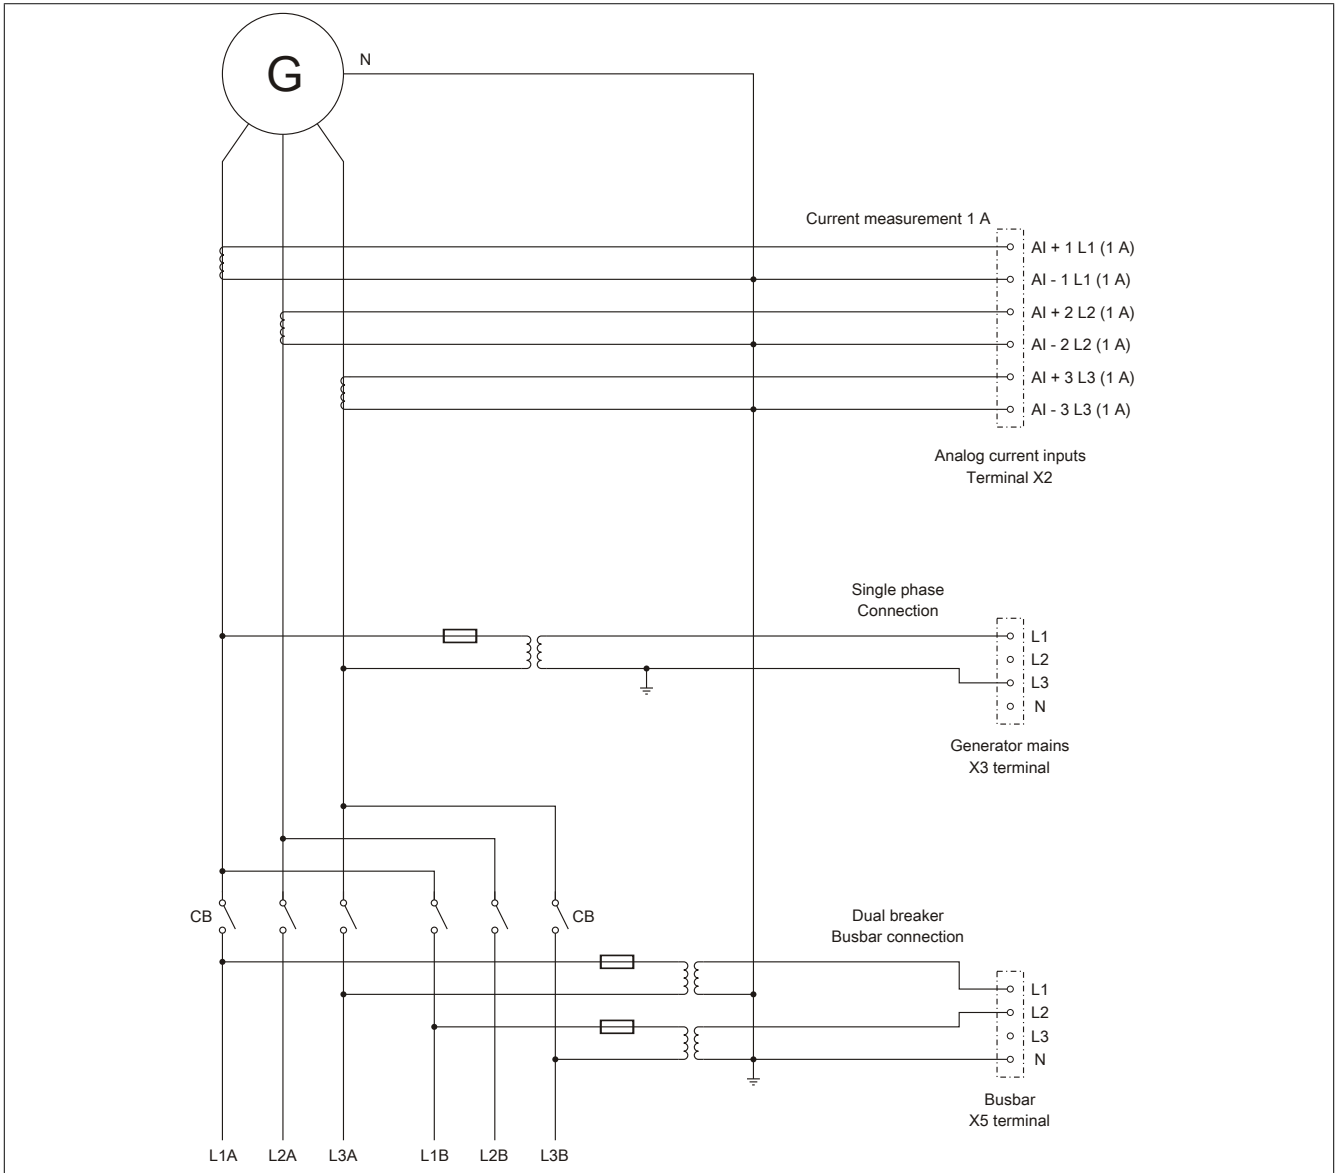 N
G
Current measurement 1 A
AI + 1 L1 (1 A)
AI - 1 L1 (1 A)
AI + 2 L2 (1 A)
AI - 2 L2 (1 A)
AI + 3 L3 (1 A)
AI - 3 L3 (1 A)
Analog current inputs
Terminal X2
Single phase
Connection
L1
L2
L3
N
Generator mains
X3 terminal
CB
CB
Dual breaker
Busbar connection
L1
L2
L3
N
Busbar
X5 terminal
L1A L2A L3A L1B L2B L3B